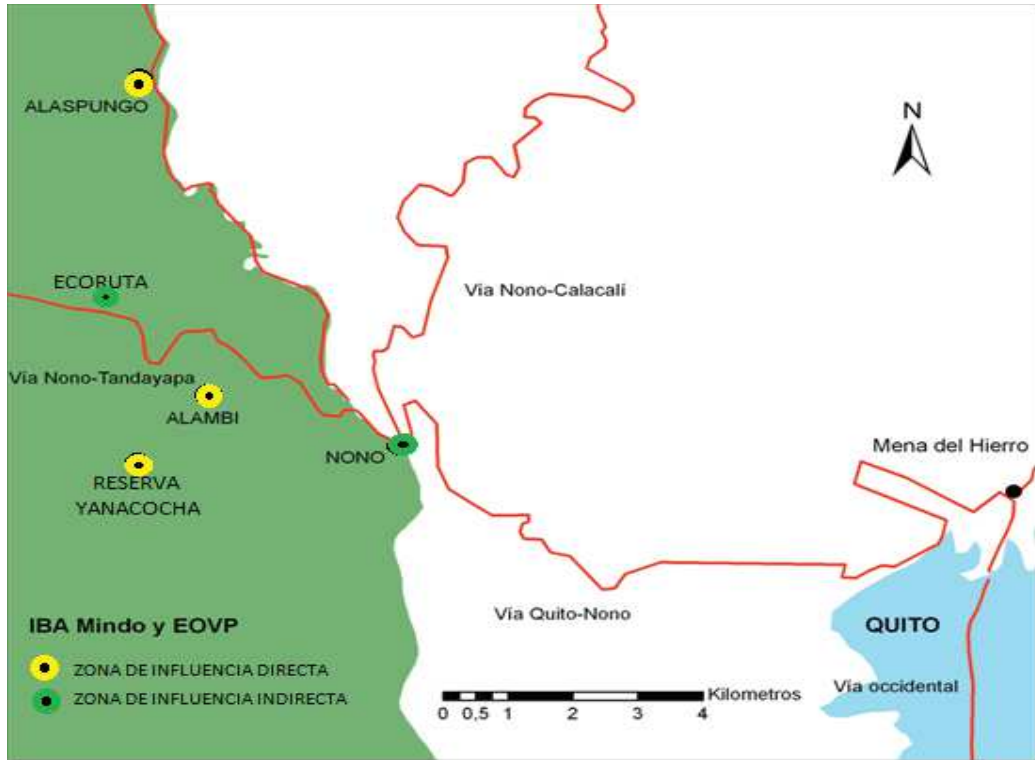 N
ALASPUNGO
ECORUTA
Vía Nono-Calacalí
Vía Nono-Tandayapa
ALAMBI
NONO
Mena del Hierro
RESERVA
YANACOCHA
Vía Quito-Nono
IBA Mindo y EOVP
QUITO
ZONA DE INFLUENCIA DIRECTA
ZONA DE INFLUENCIA INDIRECTA
Vía occidental
Kilometros
0 0,5 1 2 3 4